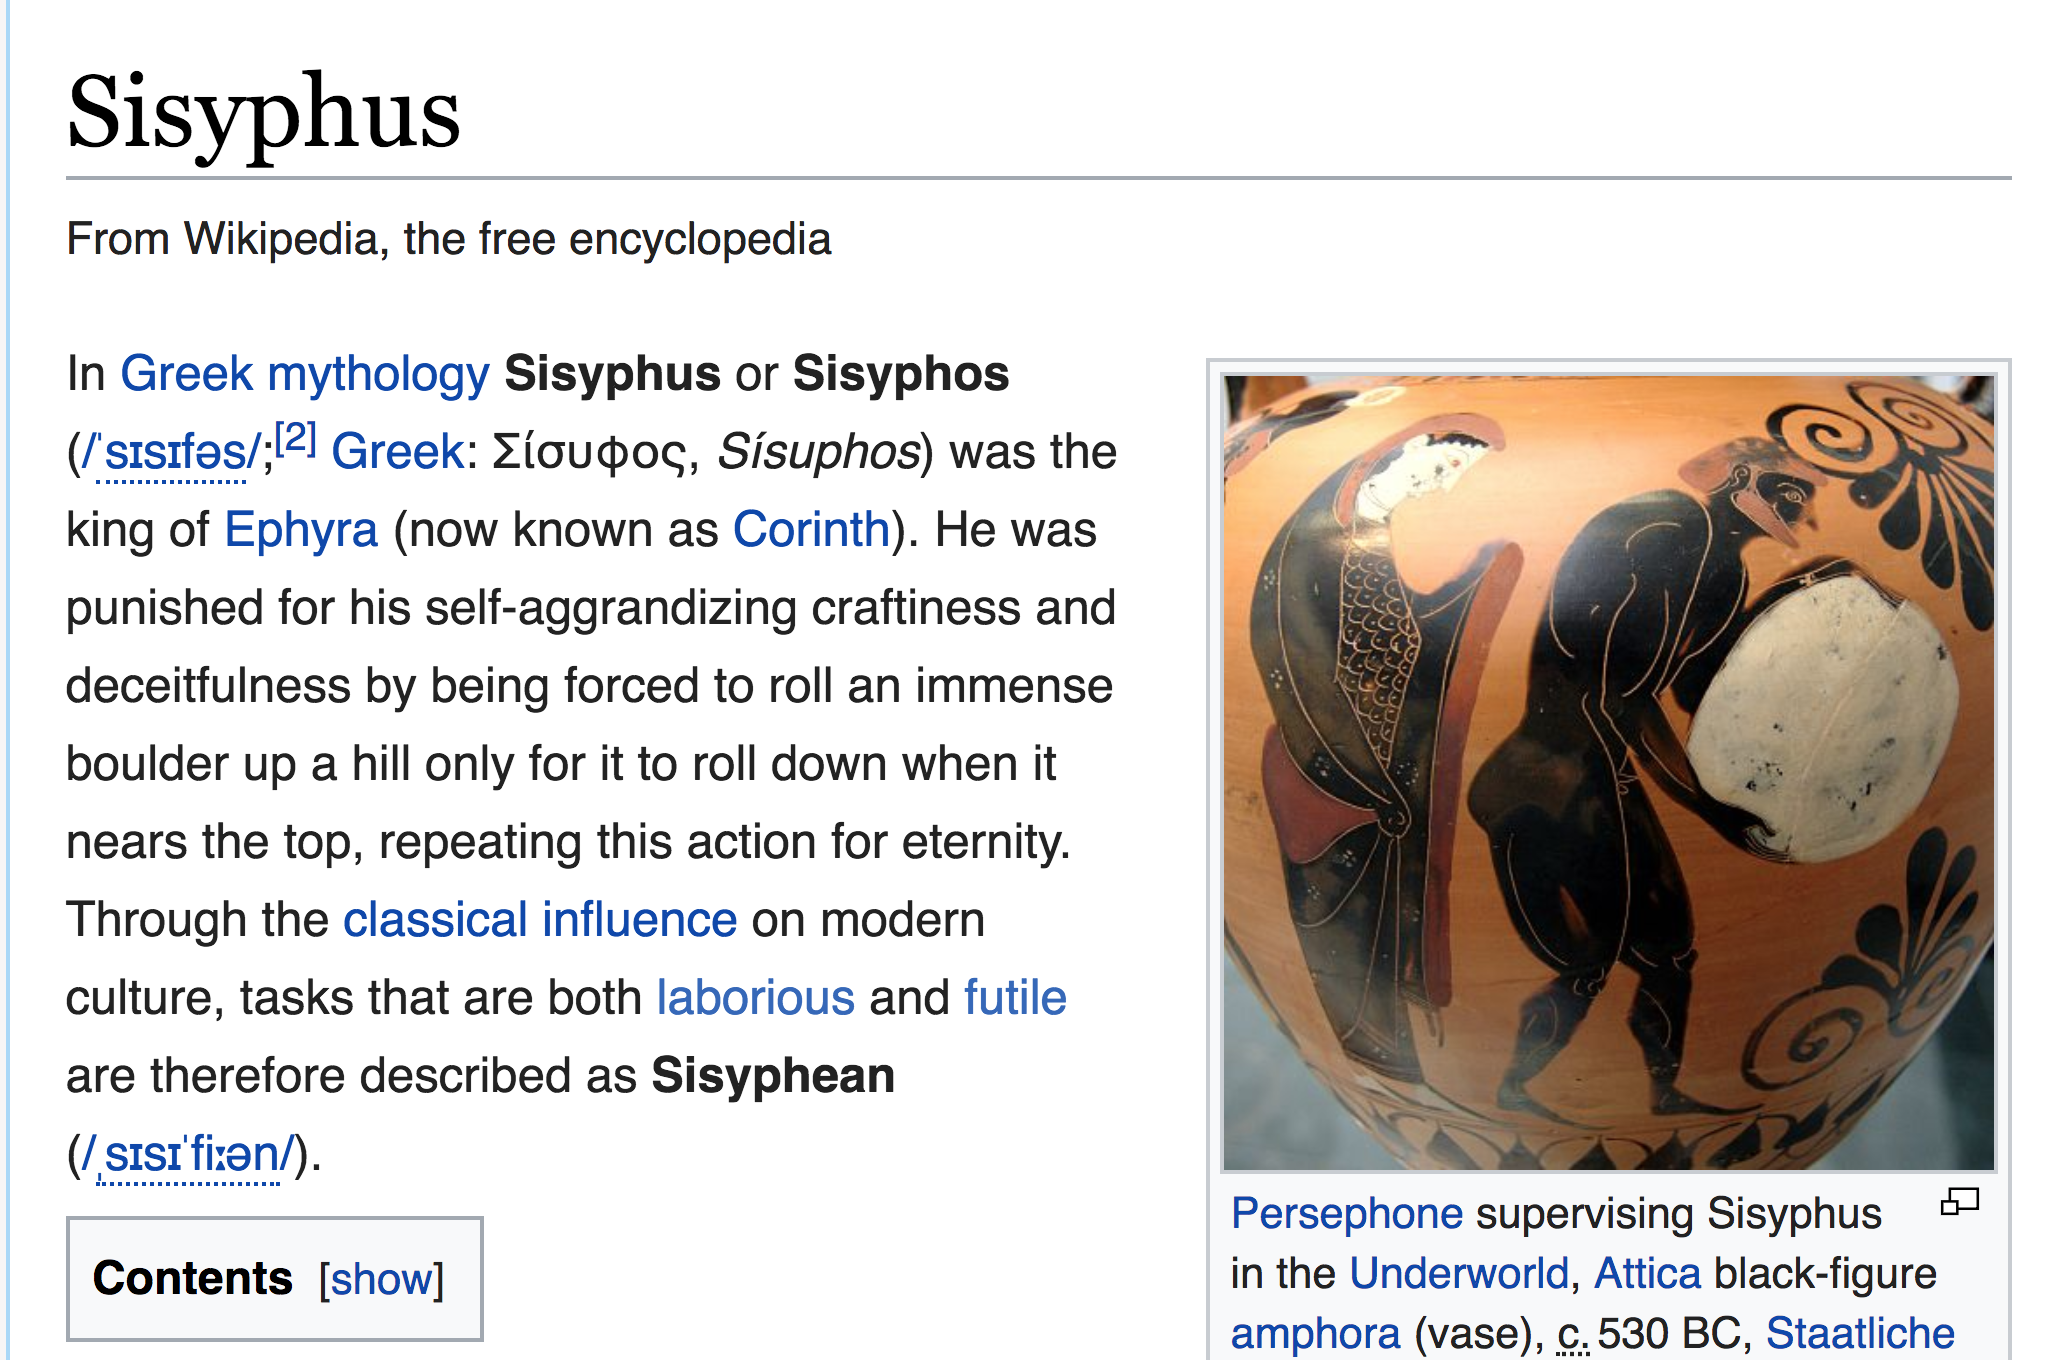 Sisyphus
From Wikipedia, the free encyclopedia
In Greek mythology Sisyphus or Sisyphos
(/ˈsɪsɪfəs/;[2] Greek: Σίσυφος, Sísuphos) was the
king of Ephyra (now known as Corinth). He was
punished for his self-aggrandizing craftiness and
deceitfulness by being forced to roll an immense
boulder up a hill only for it to roll down when it
nears the top, repeating this action for eternity.
Through the classical influence on modern
culture, tasks that are both laborious and futile
are therefore described as Sisyphean
(/ˌsɪsɪˈfiːən/).
Contents [show]
Persephone supervising Sisyphus
in the Underworld, Attica black-figure
amphora (vase), c. 530 BC, Staatliche